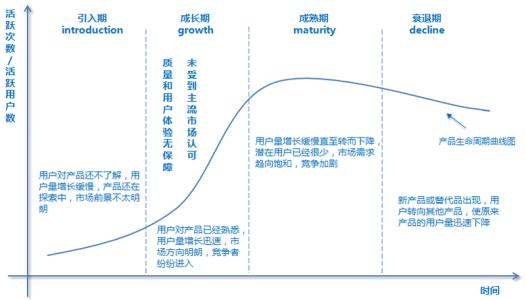 活跃次数/活跃用户数
引入期
introduction
成长期
growth
成熟期
maturity
衰退期
decline
质量和用户体验无保障
未受到主流市场认可
用户对产品还不了解，用
户量增长缓慢，产品还在
探索中，市场前景不太明
朗
用户对产品已经熟悉，
用户量增长迅速，市
场方向明朗，竞争者
纷纷进入
用户量增长缓慢直至转而下降，
潜在用户已经很少，市场需求
趋向饱和，竞争加剧
产品生命周期曲线图
新产品或替代品出现，用
户转向其他产品，使原来
产品的用户量迅速下降
时间